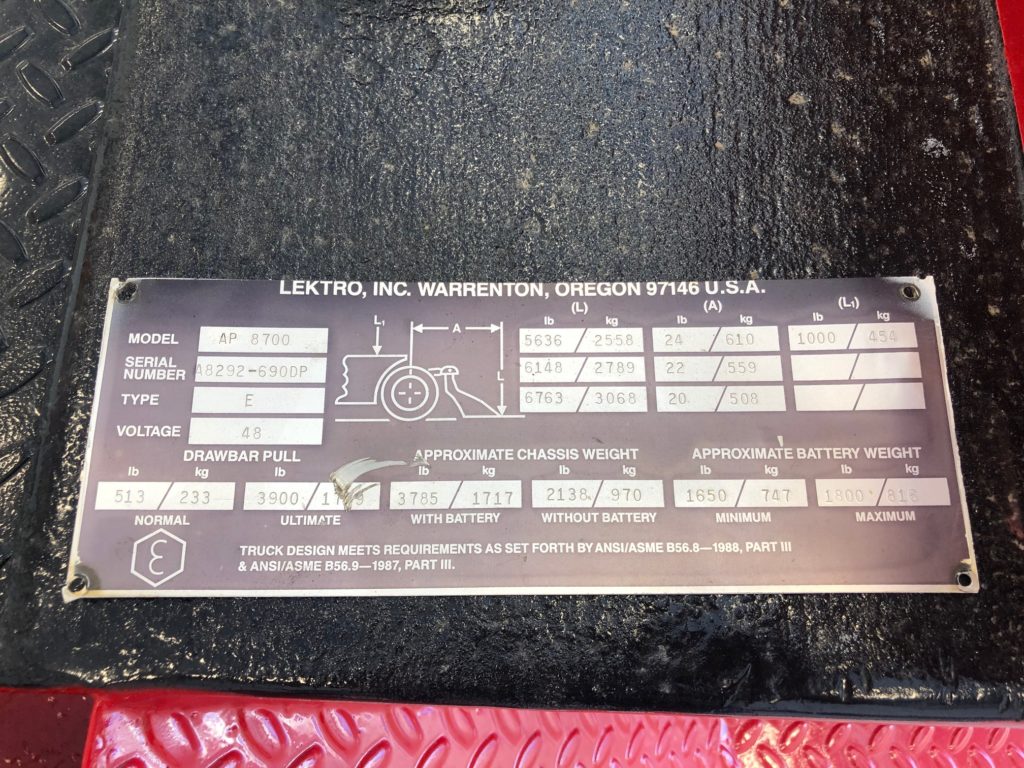 LEKTRO, INC. WARRENTON, OREGON 97146 U.S.A.
(L) (A) (L₁)
lb kg lb kg lb kg
MODEL AP 8700
L₁ A L
5636 / 2558 24 / 610 1000 / 454
SERIAL NUMBER A8292-690DP
6148 / 2789 22 / 559
TYPE E
6763 / 3068 20 / 508
VOLTAGE 48
DRAWBAR PULL APPROXIMATE CHASSIS WEIGHT APPROXIMATE BATTERY WEIGHT
lb kg lb lb kg lb kg lb kg lb kg
513 / 233 3900 / 3785 / 1717 2138 / 970 1650 / 747 1800 /
NORMAL ULTIMATE WITH BATTERY WITHOUT BATTERY MINIMUM MAXIMUM
TRUCK DESIGN MEETS REQUIREMENTS AS SET FORTH BY ANSI/ASME B56.8—1988, PART III
& ANSI/ASME B56.9—1987, PART III.